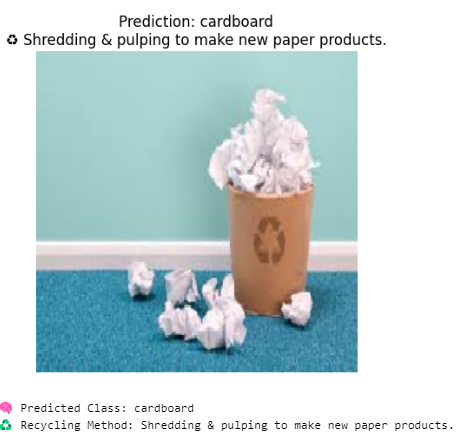 Prediction: cardboard
♻ Shredding & pulping to make new paper products.
🧠 Predicted Class: cardboard
♻ Recycling Method: Shredding & pulping to make new paper products.